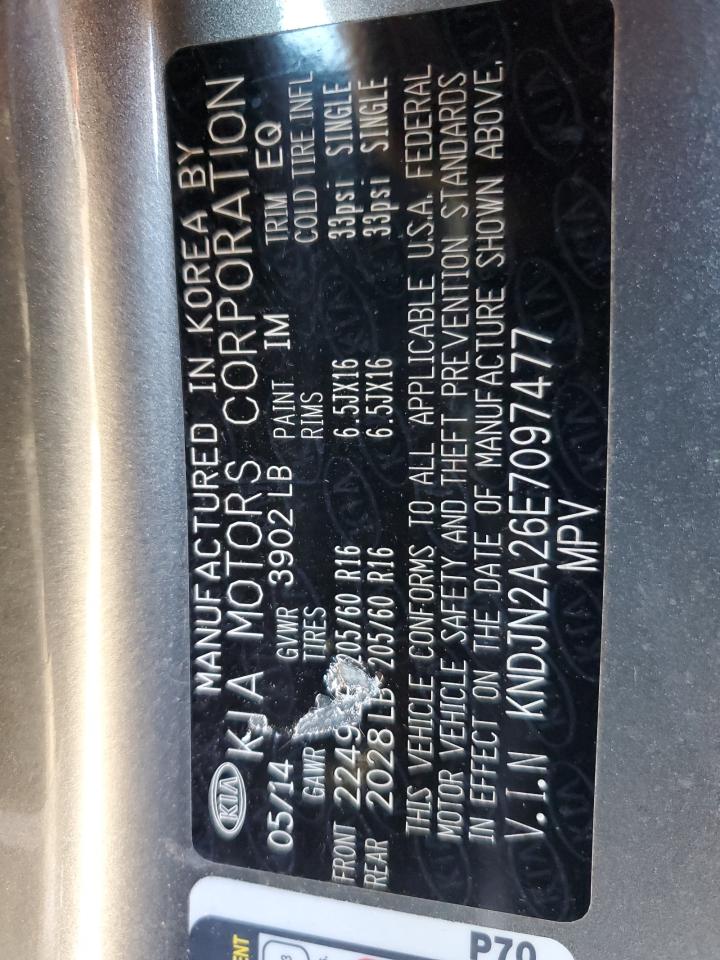 MANUFACTURED IN KOREA BY
KIA KIA MOTORS CORPORATION
05/14 GVWR 3902 LB PAINT IM TRIM EQ
GAWR TIRES RIMS COLD TIRE INFL
FRONT 2249 205/60 R16 6.5JX16 33psi SINGLE
REAR 2028 LB 205/60 R16 6.5JX16 33psi SINGLE
THIS VEHICLE CONFORMS TO ALL APPLICABLE U.S.A. FEDERAL
MOTOR VEHICLE SAFETY AND THEFT PREVENTION STANDARDS
IN EFFECT ON THE DATE OF MANUFACTURE SHOWN ABOVE.
V.I.N KNDJN2A26E7097477
MPV
P70